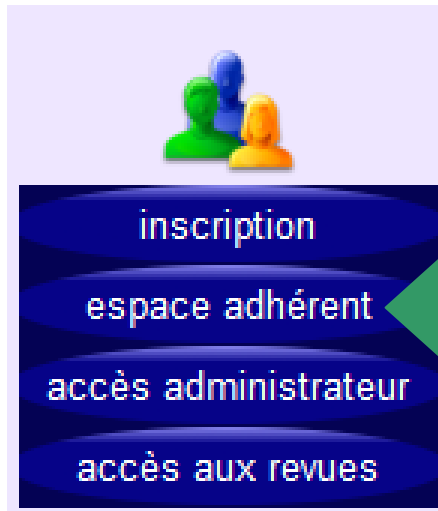 inscription
espace adhérent
accès administrateur
accès aux revues